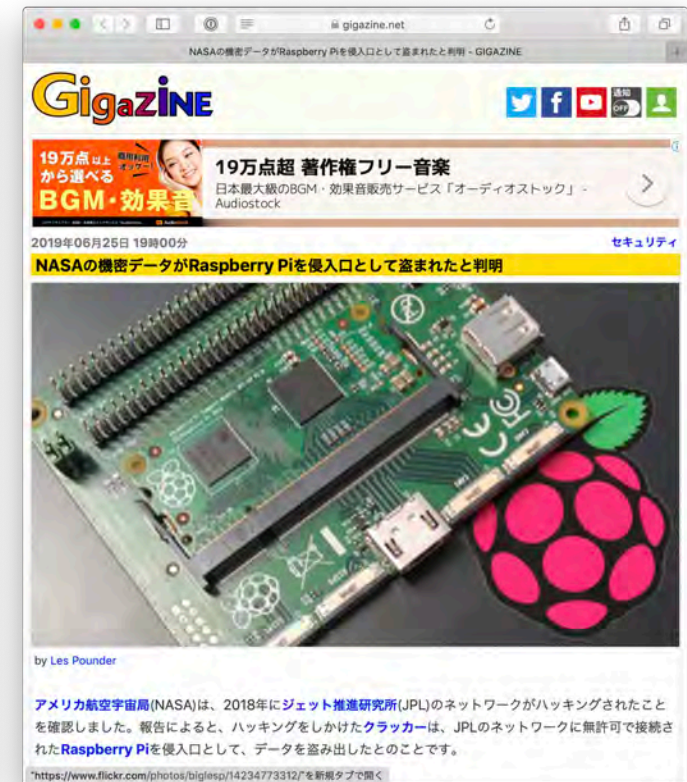 gigazine.net
NASAの機密データがRaspberry Piを侵入口として盗まれたと判明 - GIGAZINE
GigaZiNE
通知
OFF
19万点以上
から選べる
商用利用
オッケー!
BGM・効果音
19万点超 著作権フリー音楽
日本最大級のBGM・効果音販売サービス「オーディオストック」 -
Audiostock
2019年06月25日 19時00分
セキュリティ
NASAの機密データがRaspberry Piを侵入口として盗まれたと判明
by Les Pounder
アメリカ航空宇宙局(NASA)は、2018年にジェット推進研究所(JPL)のネットワークがハッキングされたこと
を確認しました。報告によると、ハッキングをしかけたクラッカーは、JPLのネットワークに無許可で接続さ
れたRaspberry Piを侵入口として、データを盗み出したとのことです。
"https://www.flickr.com/photos/biglesp/14234773312/"を新規タブで開く